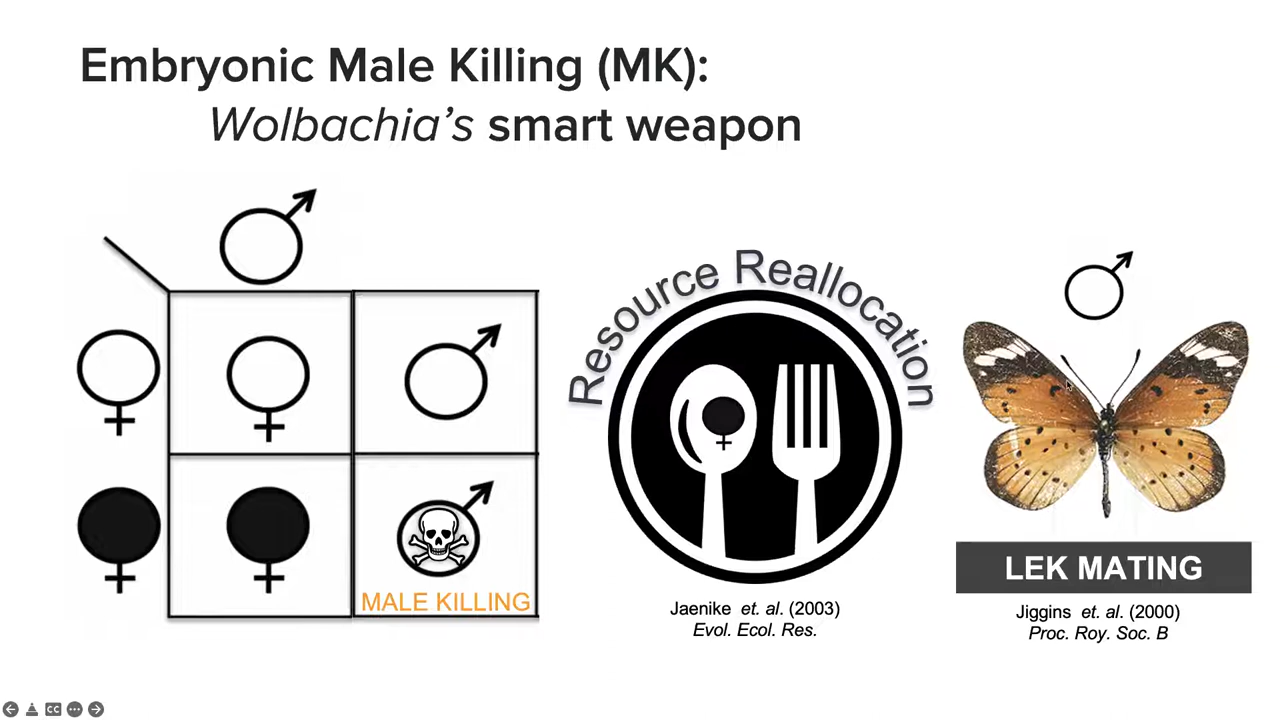 Embryonic Male Killing (MK):
Wolbachia's smart weapon
MALE KILLING
Resource Reallocation
Jaenike et. al. (2003)
Evol. Ecol. Res.
LEK MATING
Jiggins et. al. (2000)
Proc. Roy. Soc. B
CC